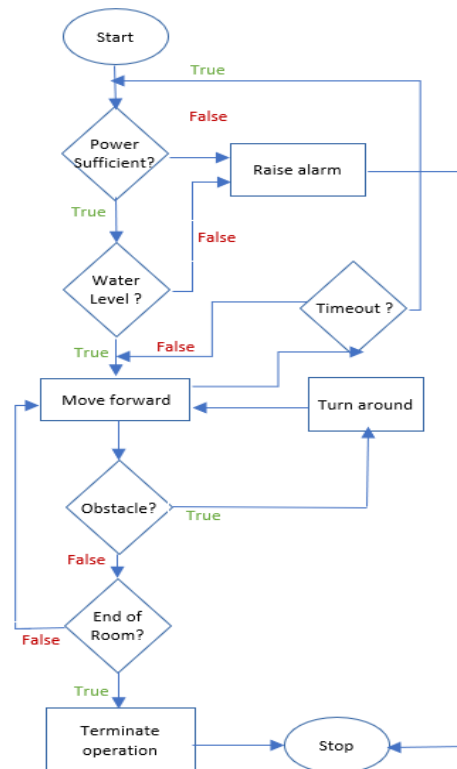 Start
True
False
Power
Sufficient?
Raise alarm
True
False
Water
Level ?
Timeout ?
True
False
Move forward
Turn around
Obstacle?
True
False
End of
Room?
False
True
Terminate
operation
Stop